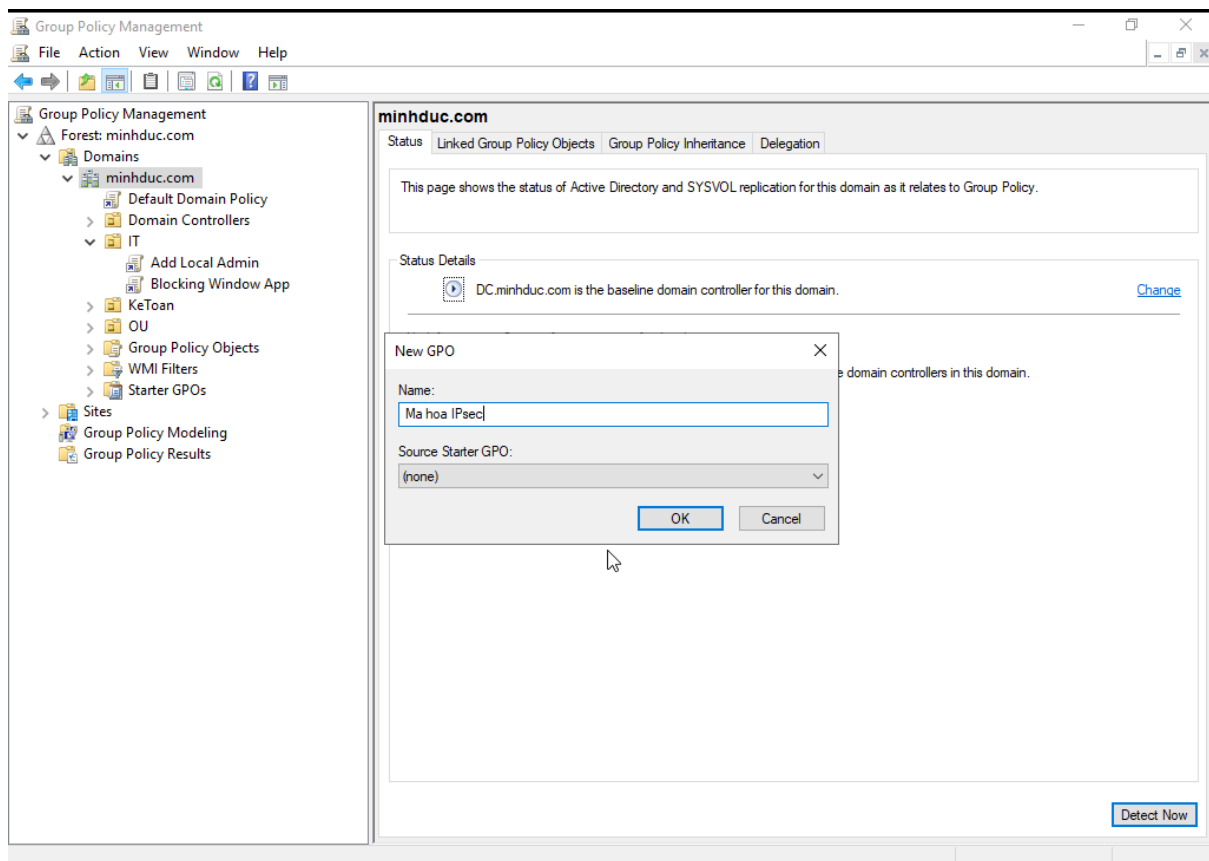 Group Policy Management
File Action View Window Help
Group Policy Management
Forest: minhduc.com
Domains
minhduc.com
Default Domain Policy
Domain Controllers
IT
Add Local Admin
Blocking Window App
KeToan
OU
Group Policy Objects
WMI Filters
Starter GPOs
Sites
Group Policy Modeling
Group Policy Results
minhduc.com
Status Linked Group Policy Objects Group Policy Inheritance Delegation
This page shows the status of Active Directory and SYSVOL replication for this domain as it relates to Group Policy.
Status Details
DC.minhduc.com is the baseline domain controller for this domain. Change
domain controllers in this domain.
New GPO
Name:
Ma hoa IPsec
Source Starter GPO:
(none)
OK Cancel
Detect Now